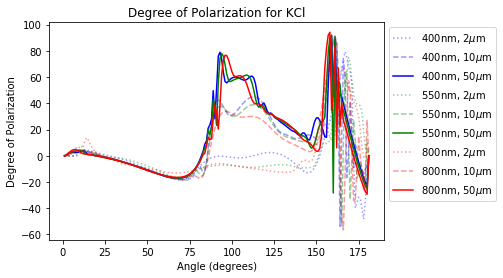 Degree of Polarization for KCl
Degree of Polarization
100
80
60
40
20
0
−20
−40
−60
0
25
50
75
100
125
150
175
Angle (degrees)
400nm, 2μm
400nm, 10μm
400nm, 50μm
550nm, 2μm
550nm, 10μm
550nm, 50μm
800nm, 2μm
800nm, 10μm
800nm, 50μm